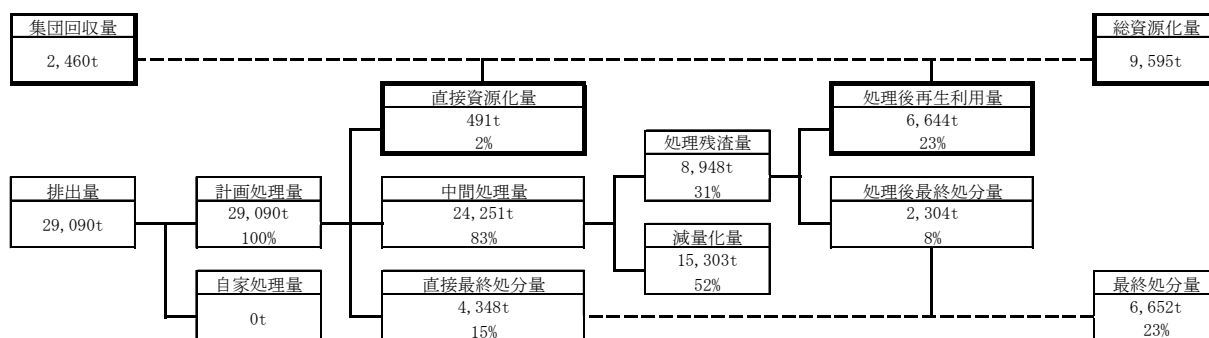 集団回収量
2,460t
総資源化量
9,595t
直接資源化量
491t
2%
処理後再生利用量
6,644t
23%
処理残渣量
8,948t
31%
排出量
29,090t
計画処理量
29,090t
100%
中間処理量
24,251t
83%
処理後最終処分量
2,304t
8%
減量化量
15,303t
52%
自家処理量
0t
直接最終処分量
4,348t
15%
最終処分量
6,652t
23%